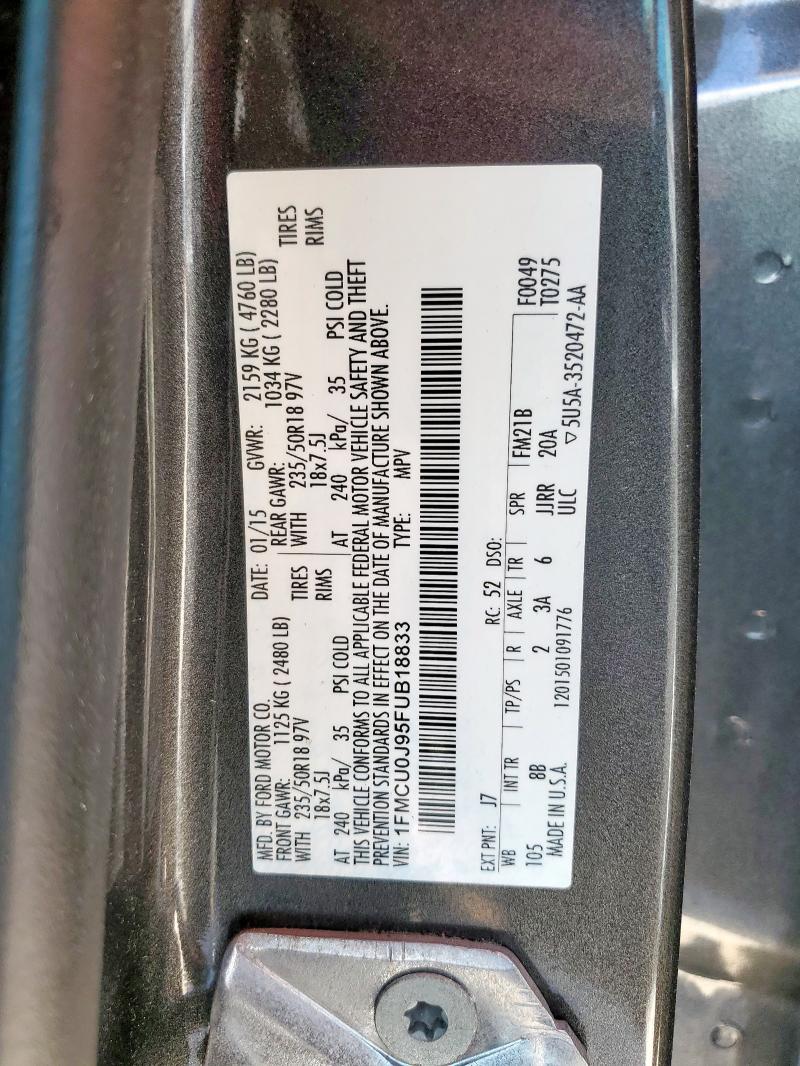 MFD. BY FORD MOTOR CO.    DATE: 01/15    GVWR: 2159 KG ( 4760 LB)
FRONT GAWR: 1125 KG ( 2480 LB)    REAR GAWR: 1034 KG ( 2280 LB)
WITH 235/50R18 97V TIRES    WITH 235/50R18 97V TIRES
18x7.5J RIMS    18x7.5J RIMS
AT 240 kPa/ 35 PSI COLD    AT 240 kPa/ 35 PSI COLD
THIS VEHICLE CONFORMS TO ALL APPLICABLE FEDERAL MOTOR VEHICLE SAFETY AND THEFT
PREVENTION STANDARDS IN EFFECT ON THE DATE OF MANUFACTURE SHOWN ABOVE.
VIN: 1FMCU0J95FUB18833    TYPE: MPV
F0049
T0275
EXT PNT: J7    RC: 52 DSO:
WB INT TR TP/PS R AXLE TR SPR FM21B
105 8B 2 3A 6 JJRR 20A
MADE IN U.S.A. 1201501091776 ULC ▽5U5A-3520472-AA